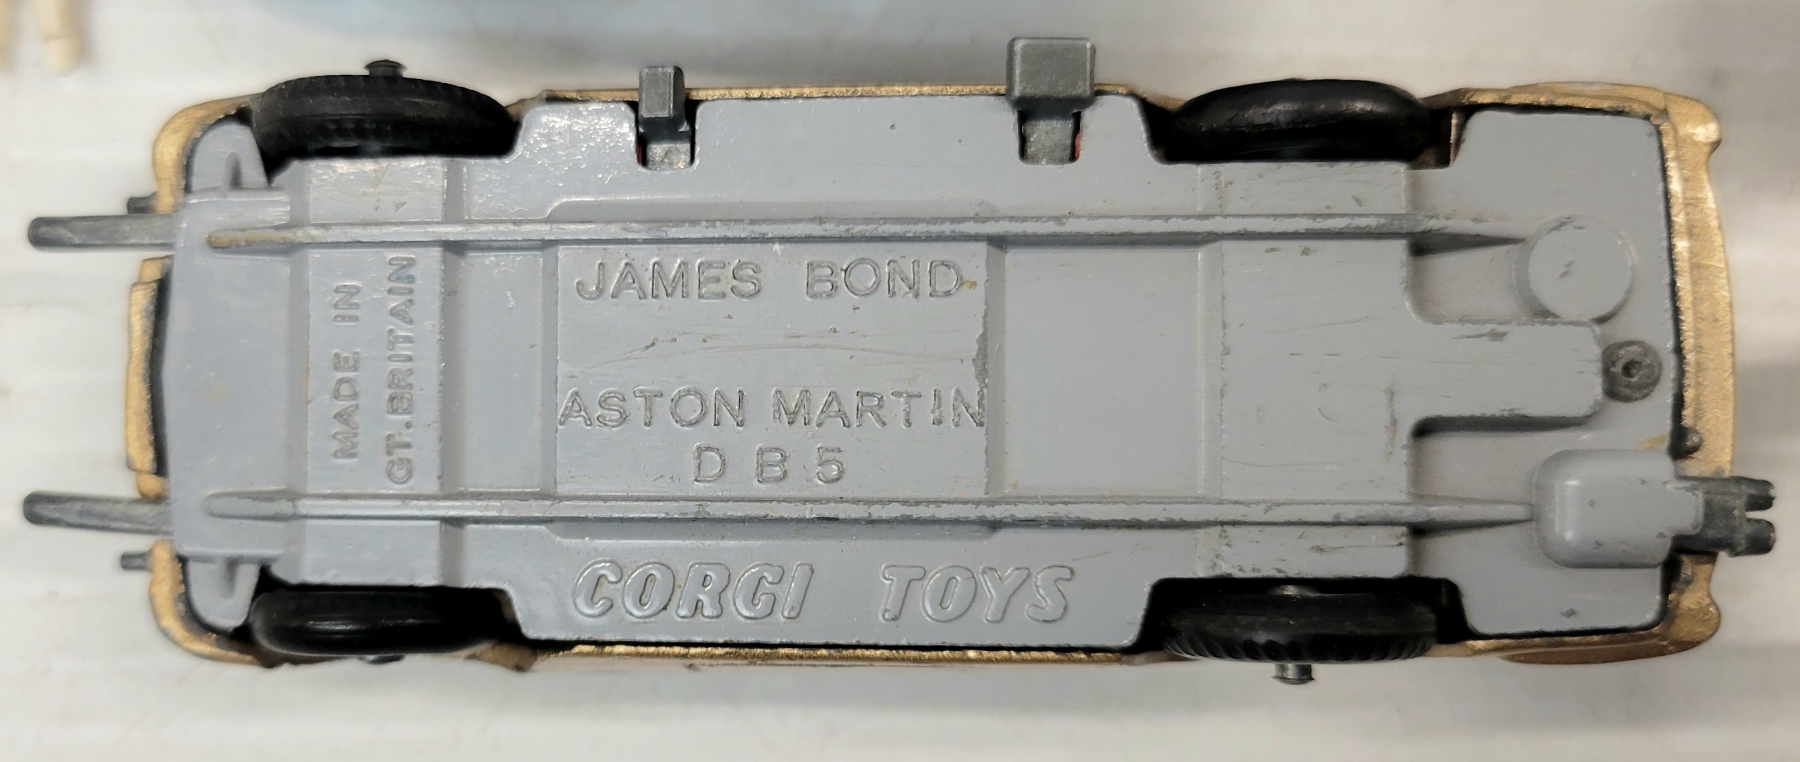 MADE IN
GT. BRITAIN
JAMES BOND
ASTON MARTIN
D B 5
CORGI TOYS